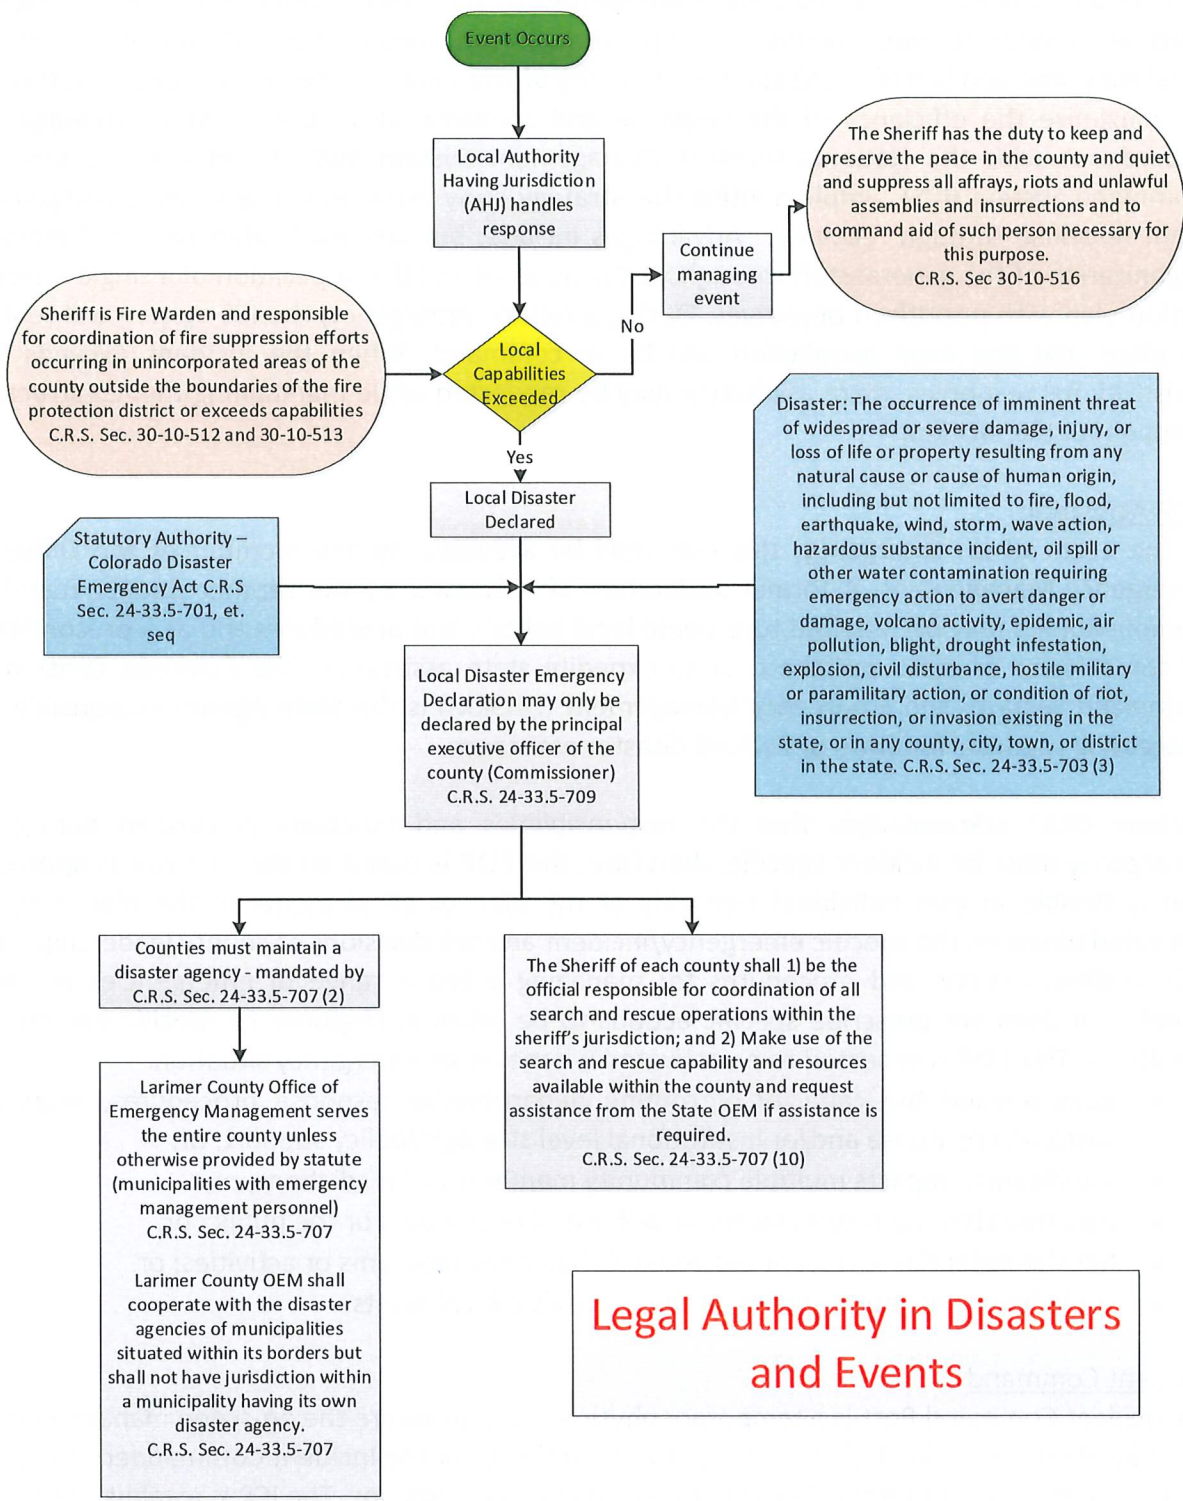 Event Occurs
Local Authority
Having Jurisdiction
(AHJ) handles
response
The Sheriff has the duty to keep and
preserve the peace in the county and quiet
and suppress all affrays, riots and unlawful
assemblies and insurrections and to
command aid of such person necessary for
this purpose.
C.R.S. Sec 30-10-516
Continue
managing
event
No
Sheriff is Fire Warden and responsible
for coordination of fire suppression efforts
occurring in unincorporated areas of the
county outside the boundaries of the fire
protection district or exceeds capabilities
C.R.S. Sec. 30-10-512 and 30-10-513
Local
Capabilities
Exceeded
Yes
Disaster: The occurrence of imminent threat
of widespread or severe damage, injury, or
loss of life or property resulting from any
natural cause or cause of human origin,
including but not limited to fire, flood,
earthquake, wind, storm, wave action,
hazardous substance incident, oil spill or
other water contamination requiring
emergency action to avert danger or
damage, volcano activity, epidemic, air
pollution, blight, drought infestation,
explosion, civil disturbance, hostile military
or paramilitary action, or condition of riot,
insurrection, or invasion existing in the
state, or in any county, city, town, or district
in the state. C.R.S. Sec. 24-33.5-703 (3)
Local Disaster
Declared
Statutory Authority –
Colorado Disaster
Emergency Act C.R.S
Sec. 24-33.5-701, et.
seq
Local Disaster Emergency
Declaration may only be
declared by the principal
executive officer of the
county (Commissioner)
C.R.S. 24-33.5-709
Counties must maintain a
disaster agency - mandated by
C.R.S. Sec. 24-33.5-707 (2)
The Sheriff of each county shall 1) be the
official responsible for coordination of all
search and rescue operations within the
sheriff's jurisdiction; and 2) Make use of the
search and rescue capability and resources
available within the county and request
assistance from the State OEM if assistance is
required.
C.R.S. Sec. 24-33.5-707 (10)
Larimer County Office of
Emergency Management serves
the entire county unless
otherwise provided by statute
(municipalities with emergency
management personnel)
C.R.S. Sec. 24-33.5-707
Larimer County OEM shall
cooperate with the disaster
agencies of municipalities
situated within its borders but
shall not have jurisdiction within
a municipality having its own
disaster agency.
C.R.S. Sec. 24-33.5-707
Legal Authority in Disasters
and Events